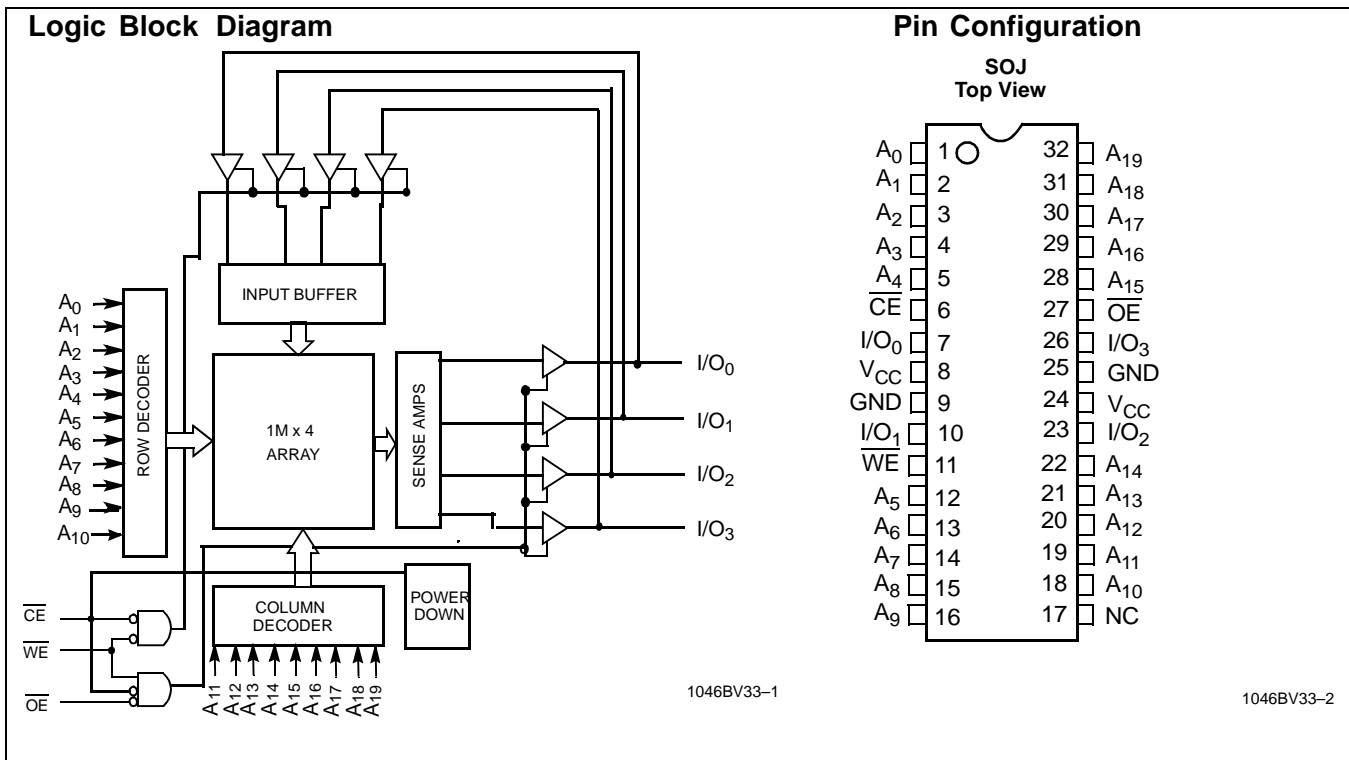 Logic Block Diagram
INPUT BUFFER
A0
A1
A2
A3
A4
A5
A6
A7
A8
A9
A10
ROW DECODER
1M x 4
ARRAY
SENSE AMPS
I/O0
I/O1
I/O2
I/O3
COLUMN
DECODER
POWER
DOWN
CE
WE
OE
A11
A12
A13
A14
A15
A16
A17
A18
A19
1046BV33–1
Pin Configuration
SOJ
Top View
A0 1 32 A19
A1 2 31 A18
A2 3 30 A17
A3 4 29 A16
A4 5 28 A15
CE 6 27 OE
I/O0 7 26 I/O3
VCC 8 25 GND
GND 9 24 VCC
I/O1 10 23 I/O2
WE 11 22 A14
A5 12 21 A13
A6 13 20 A12
A7 14 19 A11
A8 15 18 A10
A9 16 17 NC
1046BV33–2